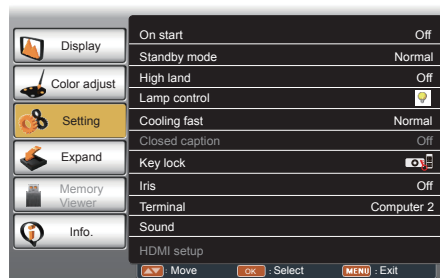 Display
Color adjust
Setting
Expand
Memory
Viewer
Info.
On start Off
Standby mode Normal
High land Off
Lamp control
Cooling fast Normal
Closed caption Off
Key lock
Iris Off
Terminal Computer 2
Sound
HDMI setup
: Move OK : Select MENU : Exit